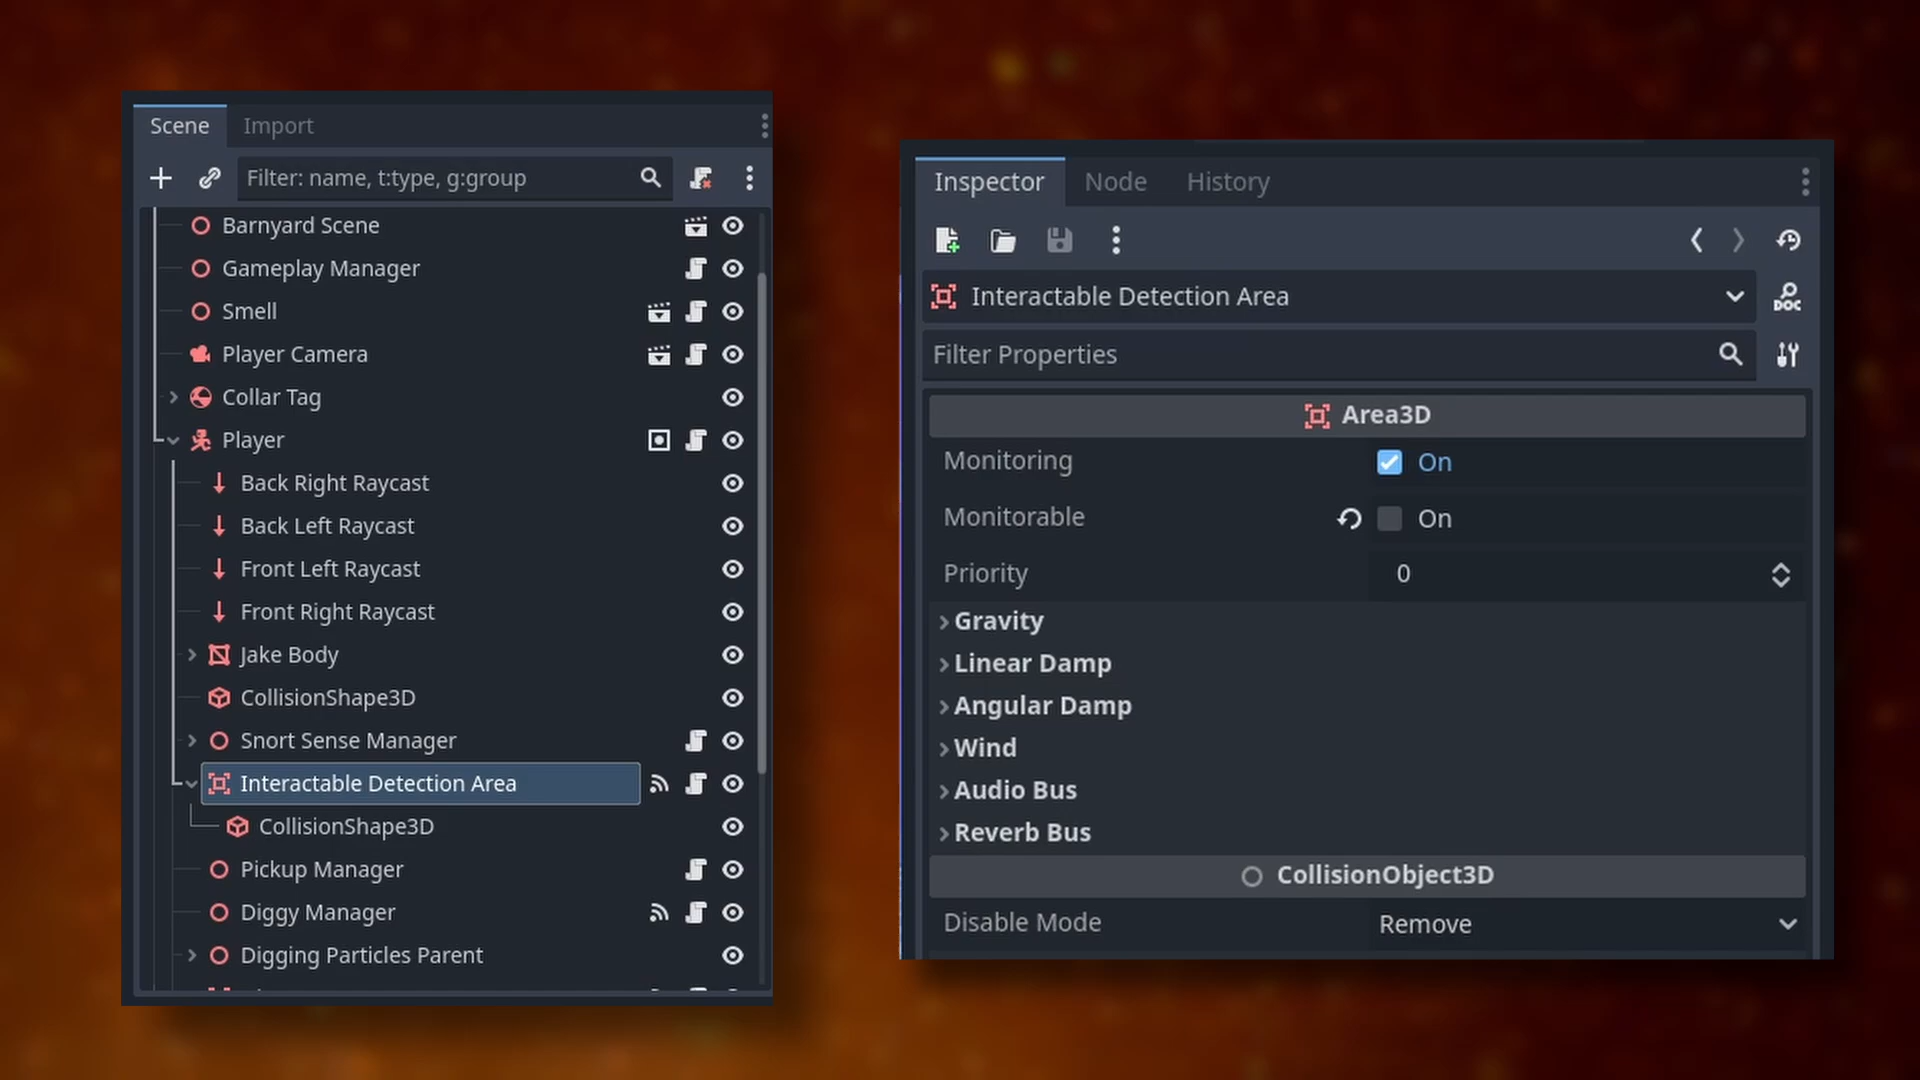 Scene
Import
Filter: name, t:type, g:group
Barnyard Scene
Gameplay Manager
Smell
Player Camera
Collar Tag
Player
Back Right Raycast
Back Left Raycast
Front Left Raycast
Front Right Raycast
Jake Body
CollisionShape3D
Snort Sense Manager
Interactable Detection Area
CollisionShape3D
Pickup Manager
Diggy Manager
Digging Particles Parent
Inspector
Node
History
Interactable Detection Area
DOC
Filter Properties
Area3D
Monitoring
On
Monitorable
On
Priority
0
Gravity
Linear Damp
Angular Damp
Wind
Audio Bus
Reverb Bus
CollisionObject3D
Disable Mode
Remove